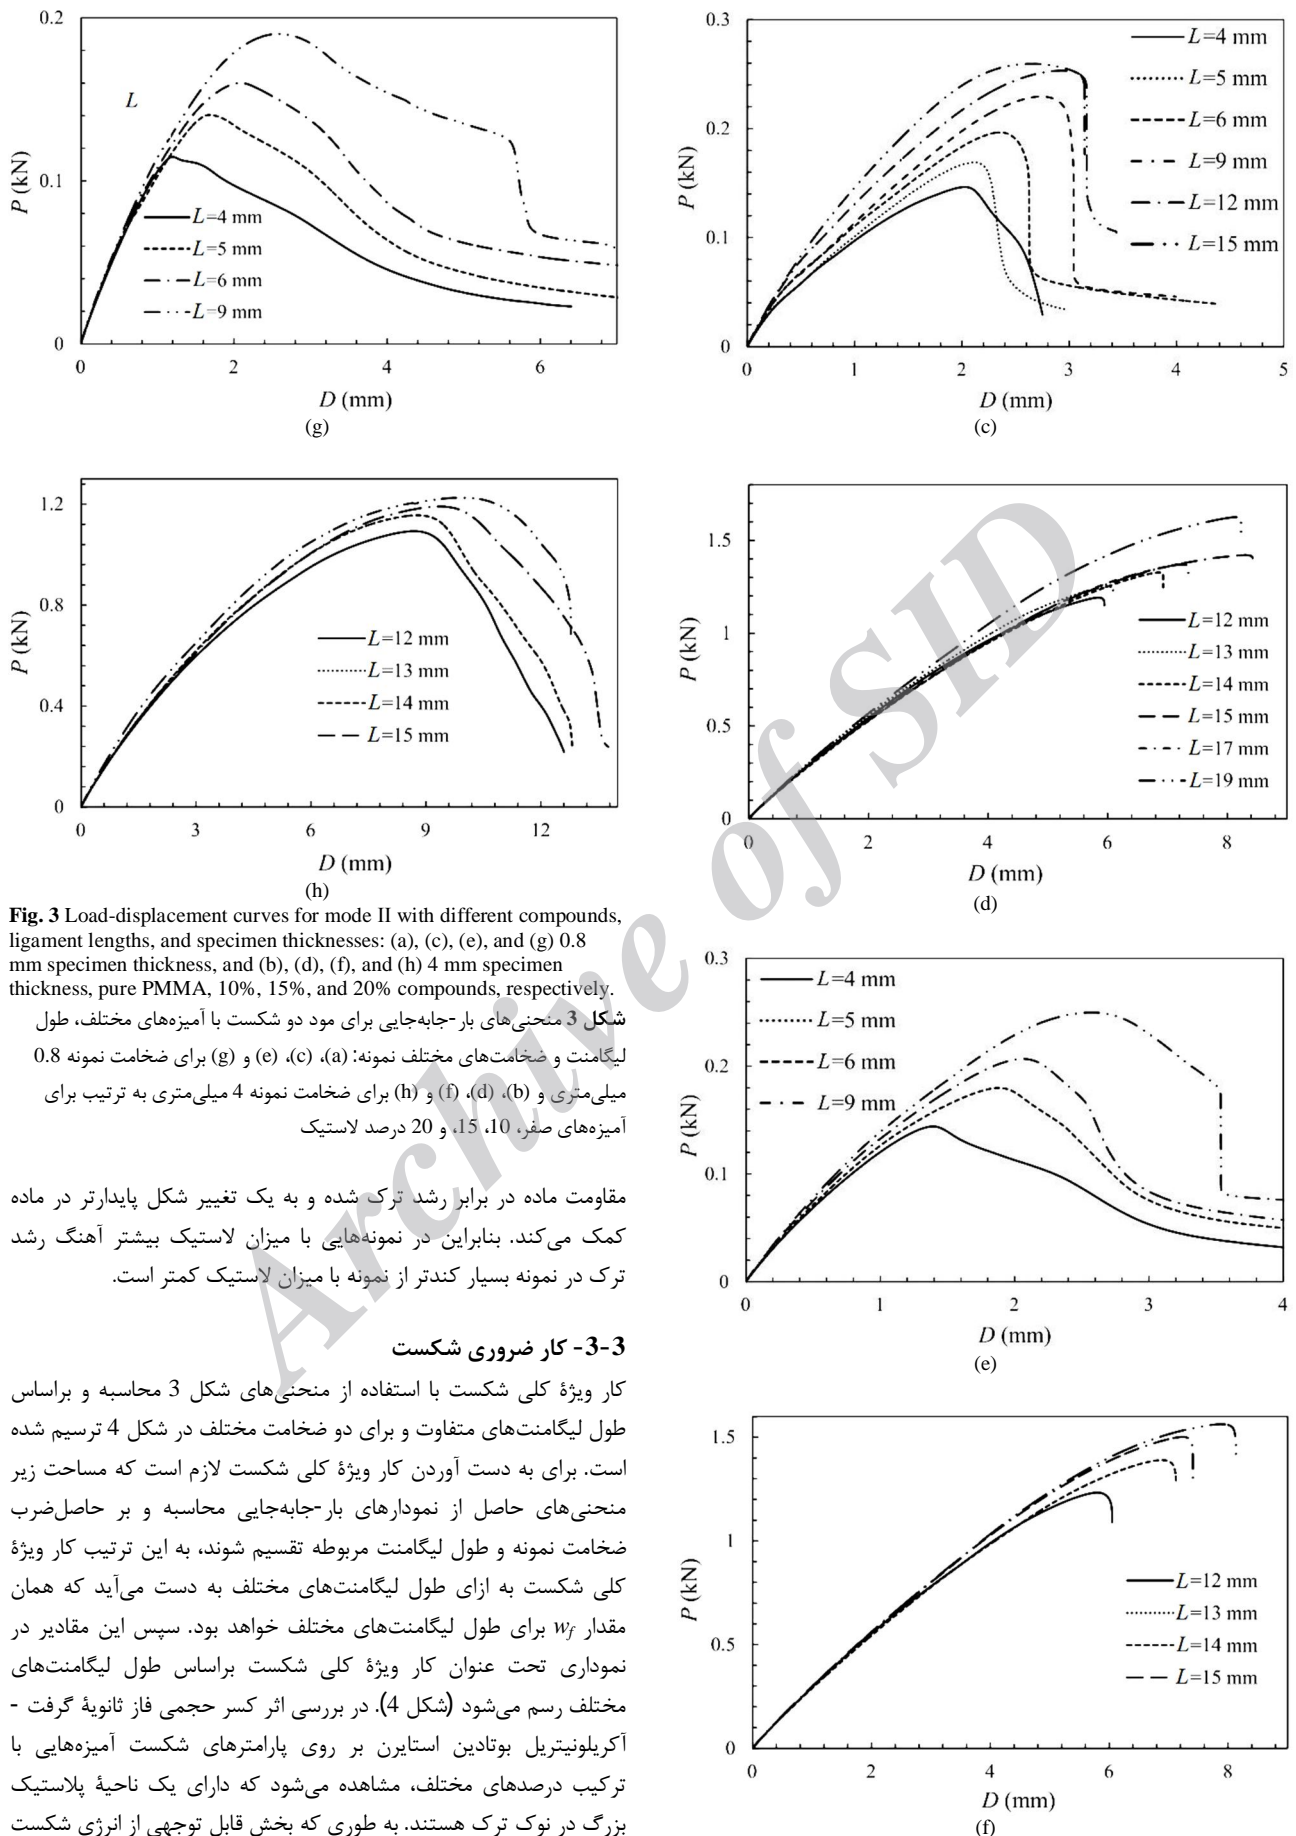 0.3
0.2
0.1
0
P (kN)
0 1 2 3 4 5
D (mm)
L=4 mm
L=5 mm
L=6 mm
L=9 mm
L=12 mm
L=15 mm
(c)
1.5
1
0.5
0
P (kN)
0 2 4 6 8
D (mm)
L=12 mm
L=13 mm
L=14 mm
L=15 mm
L=17 mm
L=19 mm
(d)
0.3
0.2
0.1
0
P (kN)
0 1 2 3 4
D (mm)
L=4 mm
L=5 mm
L=6 mm
L=9 mm
(e)
1.5
1
0.5
0
P (kN)
0 2 4 6 8
D (mm)
L=12 mm
L=13 mm
L=14 mm
L=15 mm
(f)
0.2
0.1
0
P (kN)
L
0 2 4 6
D (mm)
L=4 mm
L=5 mm
L=6 mm
L=9 mm
(g)
1.2
0.8
0.4
0
P (kN)
0 3 6 9 12
D (mm)
L=12 mm
L=13 mm
L=14 mm
L=15 mm
(h)
Fig. 3 Load-displacement curves for mode II with different compounds,
ligament lengths, and specimen thicknesses: (a), (c), (e), and (g) 0.8
mm specimen thickness, and (b), (d), (f), and (h) 4 mm specimen
thickness, pure PMMA, 10%, 15%, and 20% compounds, respectively.
شکل 3 منحنی‌های بار-جابه‌جایی برای مود دو شکست با آمیزه‌های مختلف، طول
لیگامنت و ضخامت‌های مختلف نمونه: (a)، (c)، (e) و (g) برای ضخامت نمونه 0.8
میلی‌متری و (b)، (d)، (f) و (h) برای ضخامت نمونه 4 میلی‌متری به ترتیب برای
آمیزه‌های صفر، 10، 15، و 20 درصد لاستیک
مقاومت ماده در برابر رشد ترک شده و به یک تغییر شکل پایدارتر در ماده
کمک می‌کند. بنابراین در نمونه‌هایی با میزان لاستیک بیشتر آهنگ رشد
ترک در نمونه بسیار کندتر از نمونه با میزان لاستیک کمتر است.
3-3- کار ضروری شکست
کار ویژۀ کلی شکست با استفاده از منحنی‌های شکل 3 محاسبه و براساس
طول لیگامنت‌های متفاوت و برای دو ضخامت مختلف در شکل 4 ترسیم شده
است. برای به دست آوردن کار ویژۀ کلی شکست لازم است که مساحت زیر
منحنی‌های حاصل از نمودارهای بار-جابه‌جایی محاسبه و بر حاصل‌ضرب
ضخامت نمونه و طول لیگامنت مربوطه تقسیم شوند، به این ترتیب کار ویژۀ
کلی شکست به ازای طول لیگامنت‌های مختلف به دست می‌آید که همان
مقدار wf برای طول لیگامنت‌های مختلف خواهد بود. سپس این مقادیر در
نموداری تحت عنوان کار ویژۀ کلی شکست براساس طول لیگامنت‌های
مختلف رسم می‌شود (شکل 4). در بررسی اثر کسر حجمی فاز ثانویۀ گرفت -
آکریلونیتریل بوتادین استایرن بر روی پارامترهای شکست آمیزه‌هایی با
ترکیب درصدهای مختلف، مشاهده می‌شود که دارای یک ناحیۀ پلاستیک
بزرگ در نوک ترک هستند. به طوری که بخش قابل توجهی از انرژی شکست
Archive of SID